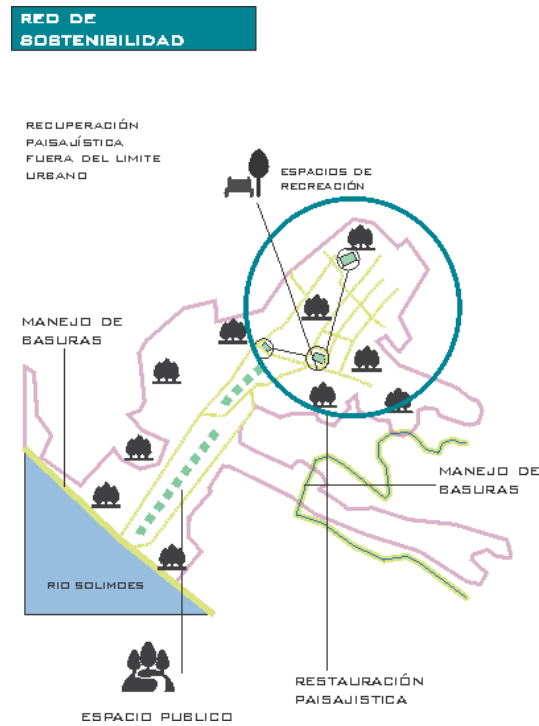 RED DE
SOSTENIBILIDAD
RECUPERACIÓN
PAISAJÍSTICA
FUERA DEL LIMITE
URBANO
ESPACIOS DE
RECREACIÓN
MANEJO DE
BASURAS
MANEJO DE
BASURAS
RIO SOLIMOES
RESTAURACIÓN
PAISAJISTICA
ESPACIO PUBLICO